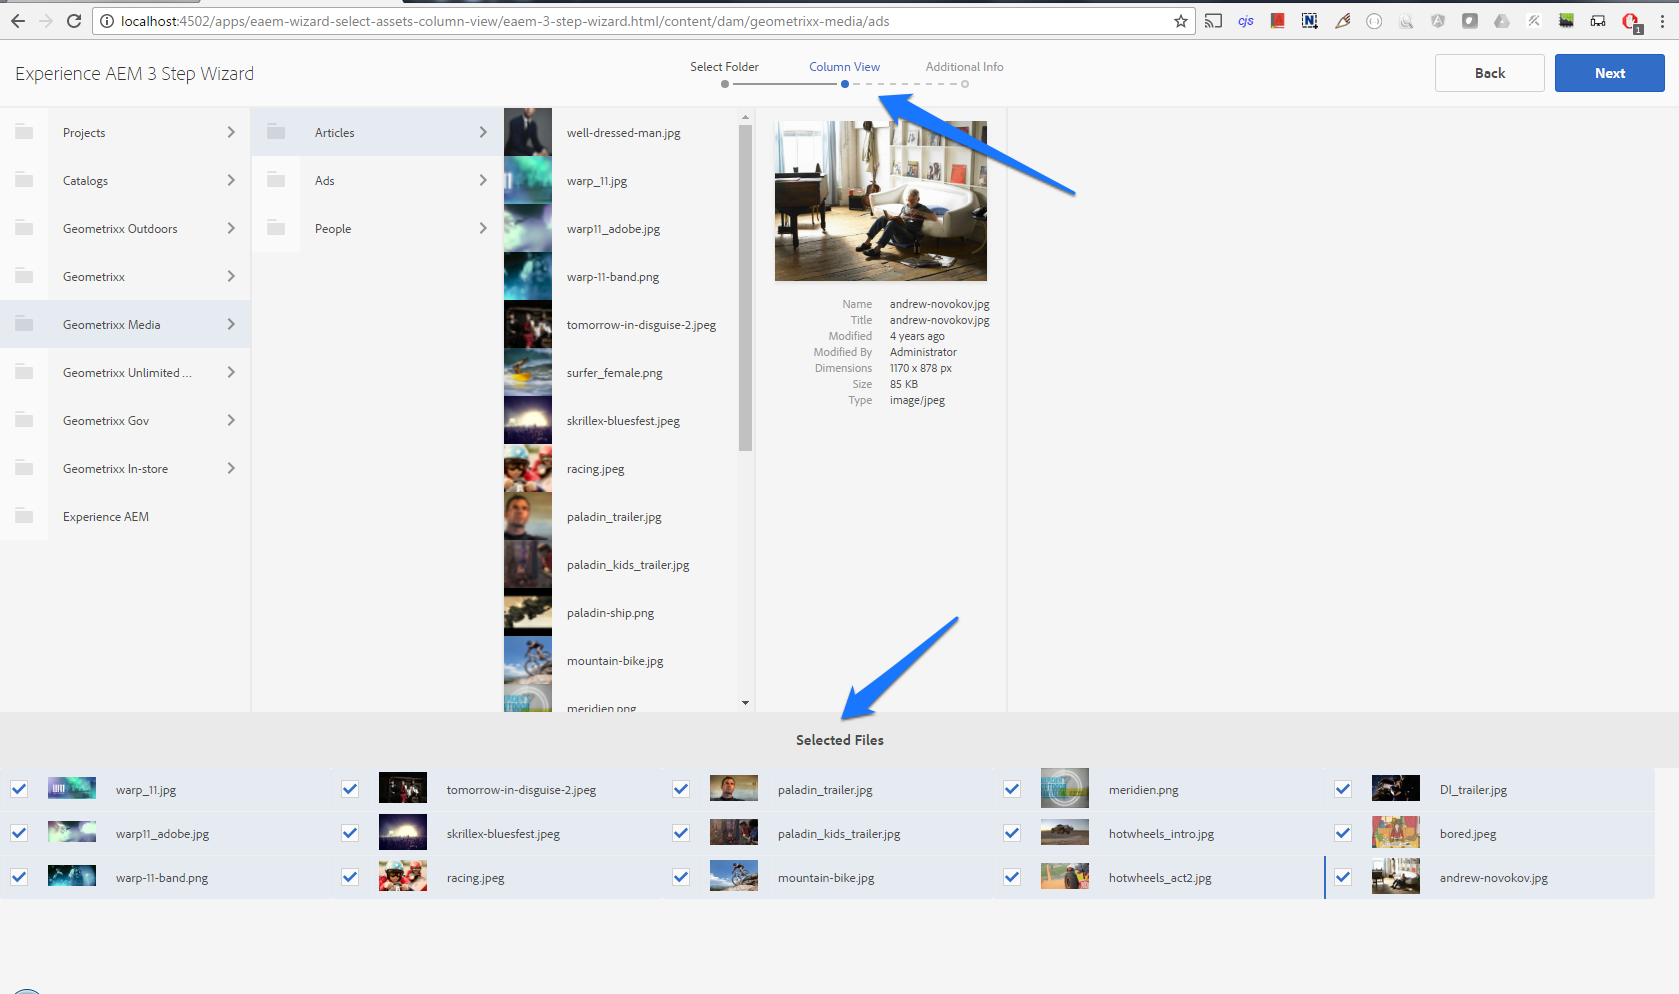 localhost:4502/apps/eaem-wizard-select-assets-column-view/eaem-3-step-wizard.html/content/dam/geometrixx-media/ads
cjs
1
Experience AEM 3 Step Wizard
Select Folder
Column View
Additional Info
Back
Next
Projects
Catalogs
Geometrixx Outdoors
Geometrixx
Geometrixx Media
Geometrixx Unlimited ...
Geometrixx Gov
Geometrixx In-store
Experience AEM
Articles
Ads
People
well-dressed-man.jpg
warp_11.jpg
warp11_adobe.jpg
warp-11-band.png
tomorrow-in-disguise-2.jpeg
surfer_female.png
skrillex-bluesfest.jpeg
racing.jpeg
paladin_trailer.jpg
paladin_kids_trailer.jpg
paladin-ship.png
mountain-bike.jpg
meridien.png
Name andrew-novokov.jpg
Title andrew-novokov.jpg
Modified 4 years ago
Modified By Administrator
Dimensions 1170 x 878 px
Size 85 KB
Type image/jpeg
Selected Files
warp_11.jpg
tomorrow-in-disguise-2.jpeg
paladin_trailer.jpg
meridien.png
DI_trailer.jpg
warp11_adobe.jpg
skrillex-bluesfest.jpeg
paladin_kids_trailer.jpg
hotwheels_intro.jpg
bored.jpeg
warp-11-band.png
racing.jpeg
mountain-bike.jpg
hotwheels_act2.jpg
andrew-novokov.jpg